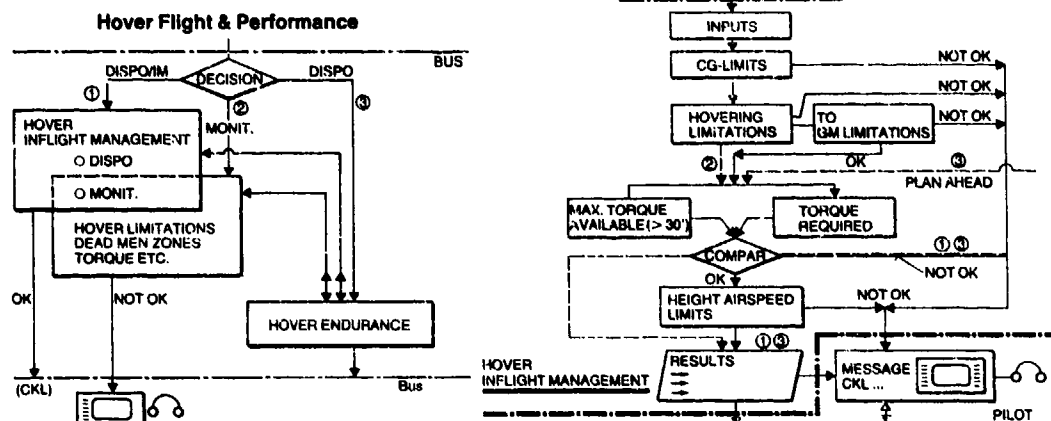 Hover Flight & Performance
BUS
DISPO/IM
DECISION
DISPO
①
②
③
HOVER
INFLIGHT MANAGEMENT
O DISPO
O MONIT.
MONIT.
HOVER LIMITATIONS
DEAD MEN ZONES
TORQUE ETC.
OK
NOT OK
HOVER ENDURANCE
(CKL)
Bus
INPUTS
CG-LIMITS
NOT OK
NOT OK
HOVERING
LIMITATIONS
TO
GM LIMITATIONS
NOT OK
②
OK
③
PLAN AHEAD
MAX. TORQUE
AVAILABLE (> 30')
TORQUE
REQUIRED
COMPAR
① ③
NOT OK
OK
HEIGHT AIRSPEED
LIMITS
NOT OK
① ③
RESULTS
HOVER
INFLIGHT MANAGEMENT
MESSAGE
CKL ...
PILOT